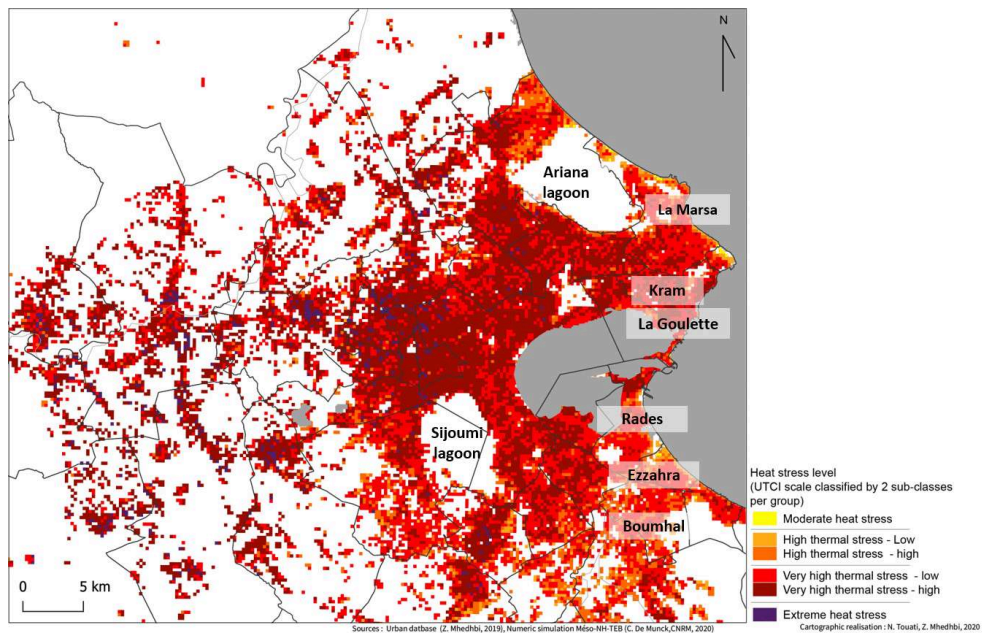 N
Ariana
lagoon
La Marsa
Kram
La Goulette
Rades
Sijoumi
lagoon
Ezzahra
Boumhal
0 5 km
Heat stress level
(UTCI scale classified by 2 sub-classes
per group)
Moderate heat stress
High thermal stress - Low
High thermal stress - high
Very high thermal stress - low
Very high thermal stress - high
Extreme heat stress
Sources : Urban datbase (Z. Mhedhbi, 2019), Numeric simulation Méso-NH-TEB (C. De Munck,CNRM, 2020)
Cartographic realisation : N. Touati, Z. Mhedhbi, 2020